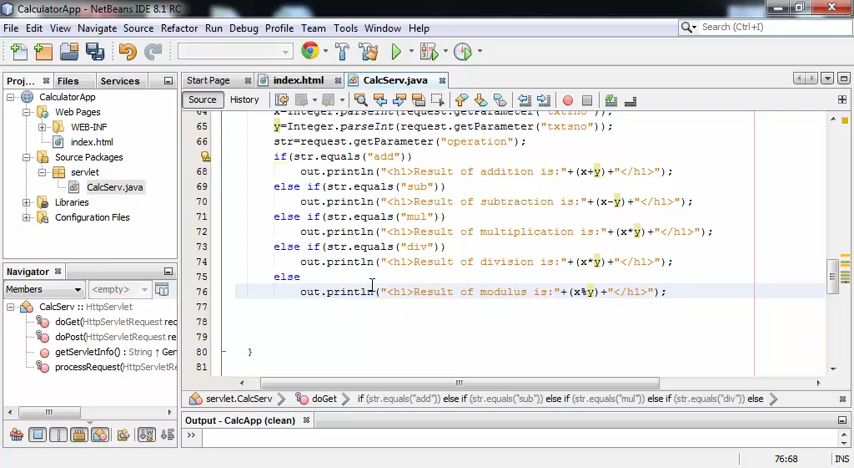 CalculatorApp - NetBeans IDE 8.1 RC
File Edit View Navigate Source Refactor Run Debug Profile Team Tools Window Help
Search (Ctrl+I)
Proj... Files Services
CalculatorApp
Web Pages
WEB-INF
index.html
Source Packages
servlet
CalcServ.java
Libraries
Configuration Files
Navigator
Members <empty>
CalcServ :: HttpServlet
doGet(HttpServletRequest rec
doPost(HttpServletRequest re
getServletInfo() : String ↑ Gen
processRequest(HttpServletR
Start Page index.html CalcServ.java
Source History
65 y=Integer.parseInt(request.getParameter("txtsno"));
66 str=request.getParameter("operation");
if(str.equals("add"))
68 out.println("<h1>Result of addition is:"+(x+y)+"</h1>);
69 else if(str.equals("sub"))
70 out.println("<h1>Result of subtraction is:"+(x-y)+"</h1>);
71 else if(str.equals("mul"))
72 out.println("<h1>Result of multiplication is:"+(x*y)+"</h1>);
73 else if(str.equals("div"))
74 out.println("<h1>Result of division is:"+(x*y)+"</h1>);
75 else
76 out.println("<h1>Result of modulus is:"+(x%y)+"</h1>");
77
78
79
80 }
81
servlet.CalcServ doGet if (str.equals("add")) else if (str.equals("sub")) else if (str.equals("mul")) else if (str.equals("div")) else
Output - CalcApp (clean)
76:68 INS